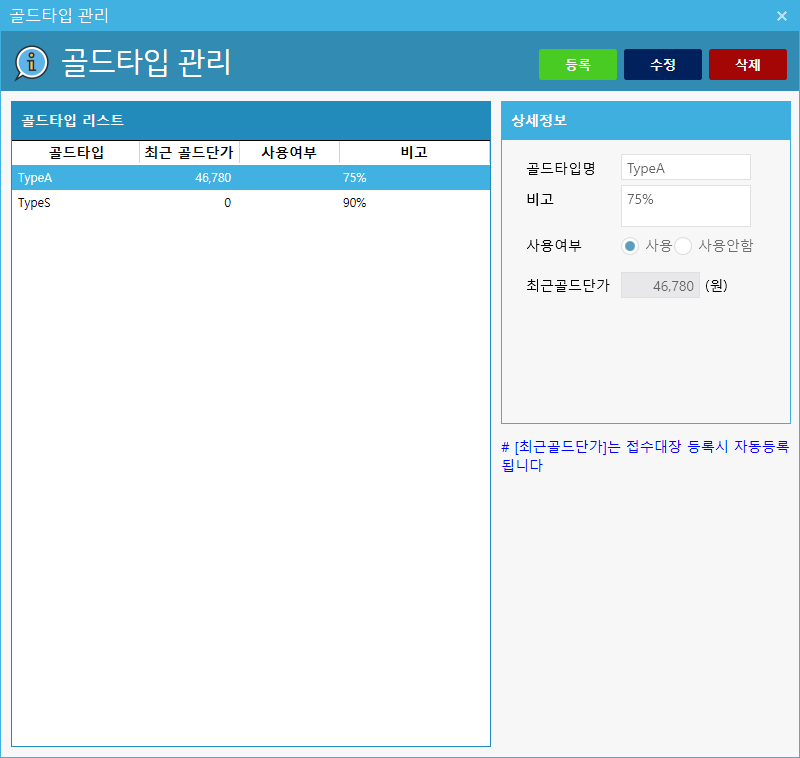 골드타입 관리
골드타입 관리
등록 수정 삭제
골드타입 리스트
골드타입 최근 골드단가 사용여부 비고
TypeA 46,780 75%
TypeS 0 90%
상세정보
골드타입명 TypeA
비고 75%
사용여부 사용 사용안함
최근골드단가 46,780 (원)
# [최근골드단가]는 접수대장 등록시 자동등록
됩니다